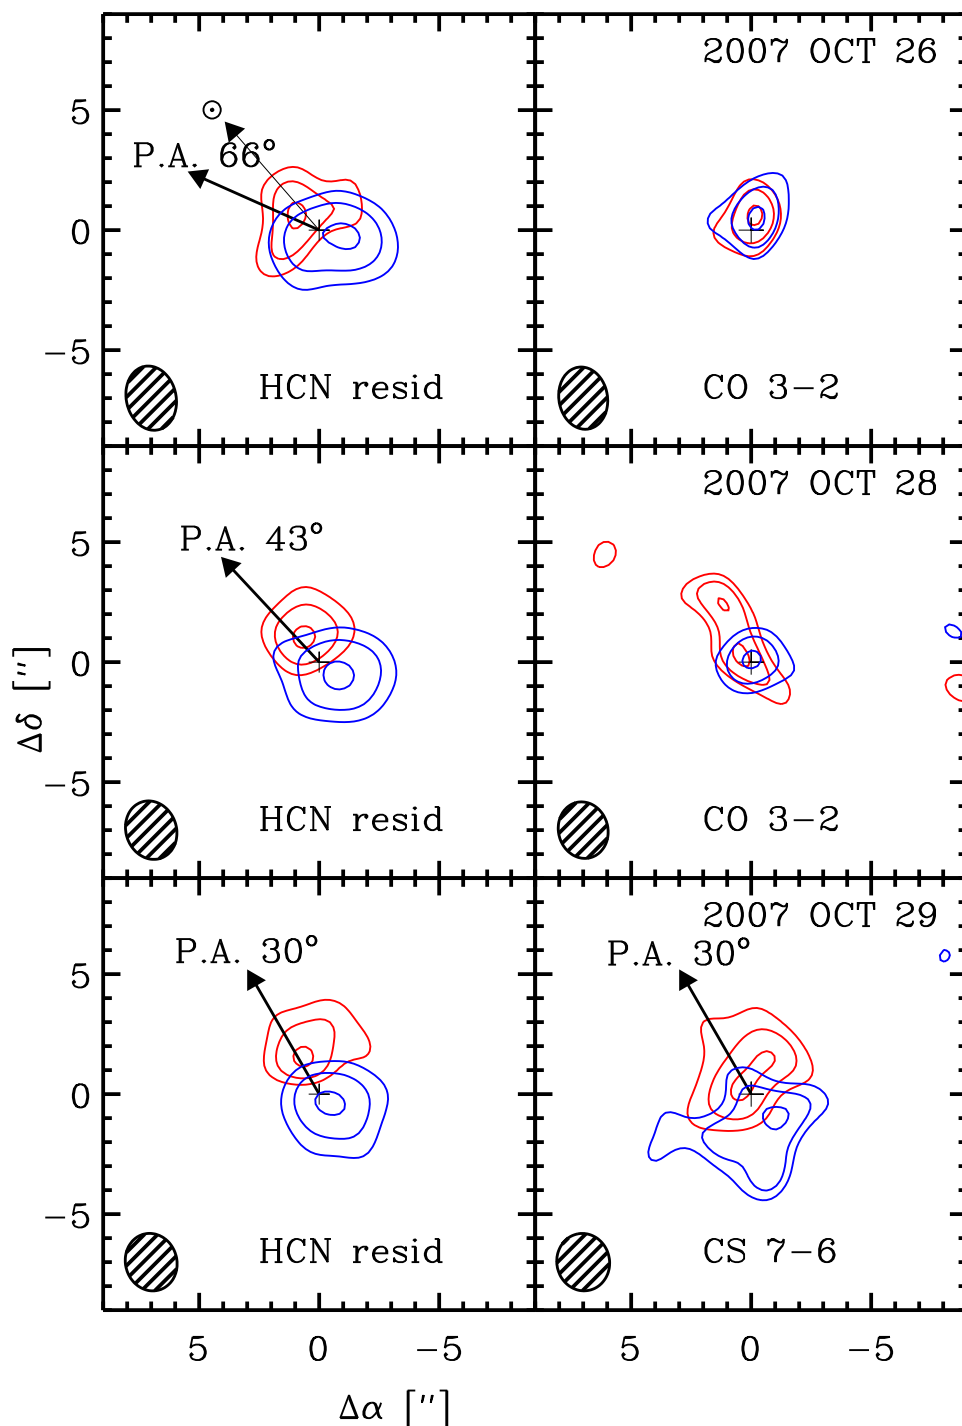 2007 OCT 26
5
P.A. 66°
0
−5
HCN resid
CO 3−2
2007 OCT 28
5
P.A. 43°
0
−5
HCN resid
CO 3−2
2007 OCT 29
P.A. 30°
P.A. 30°
5
0
−5
HCN resid
CS 7−6
5 0 −5 5 0 −5
Δδ [″]
Δα [″]